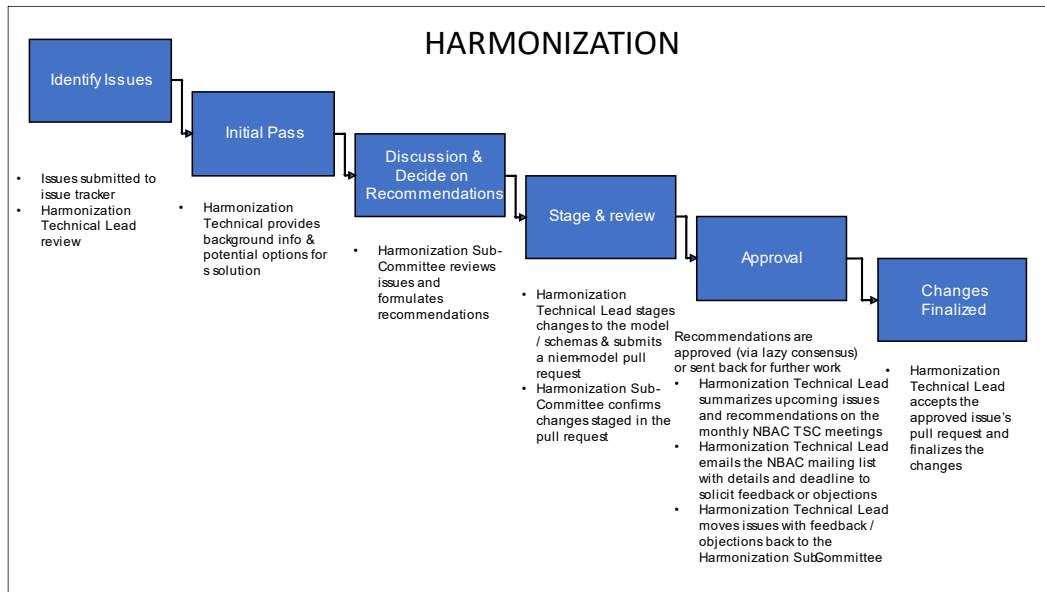 HARMONIZATION
Identify Issues
Initial Pass
Discussion &
Decide on
Recommendations
Stage & review
Approval
Changes
Finalized
• Issues submitted to
issue tracker
• Harmonization
Technical Lead
review
• Harmonization
Technical provides
background info &
potential options for
s solution
• Harmonization Sub-
Committee reviews
issues and
formulates
recommendations
• Harmonization
Technical Lead stages
changes to the model
/ schemas & submits
a niem-model pull
request
• Harmonization Sub-
Committee confirms
changes staged in the
pull request
Recommendations are
approved (via lazy consensus)
or sent back for further work
• Harmonization Technical Lead
summarizes upcoming issues
and recommendations on the
monthly NBAC TSC meetings
• Harmonization Technical Lead
emails the NBAC mailing list
with details and deadline to
solicit feedback or objections
• Harmonization Technical Lead
moves issues with feedback /
objections back to the
Harmonization SubCommittee
• Harmonization
Technical Lead
accepts the
approved issue's
pull request and
finalizes the
changes